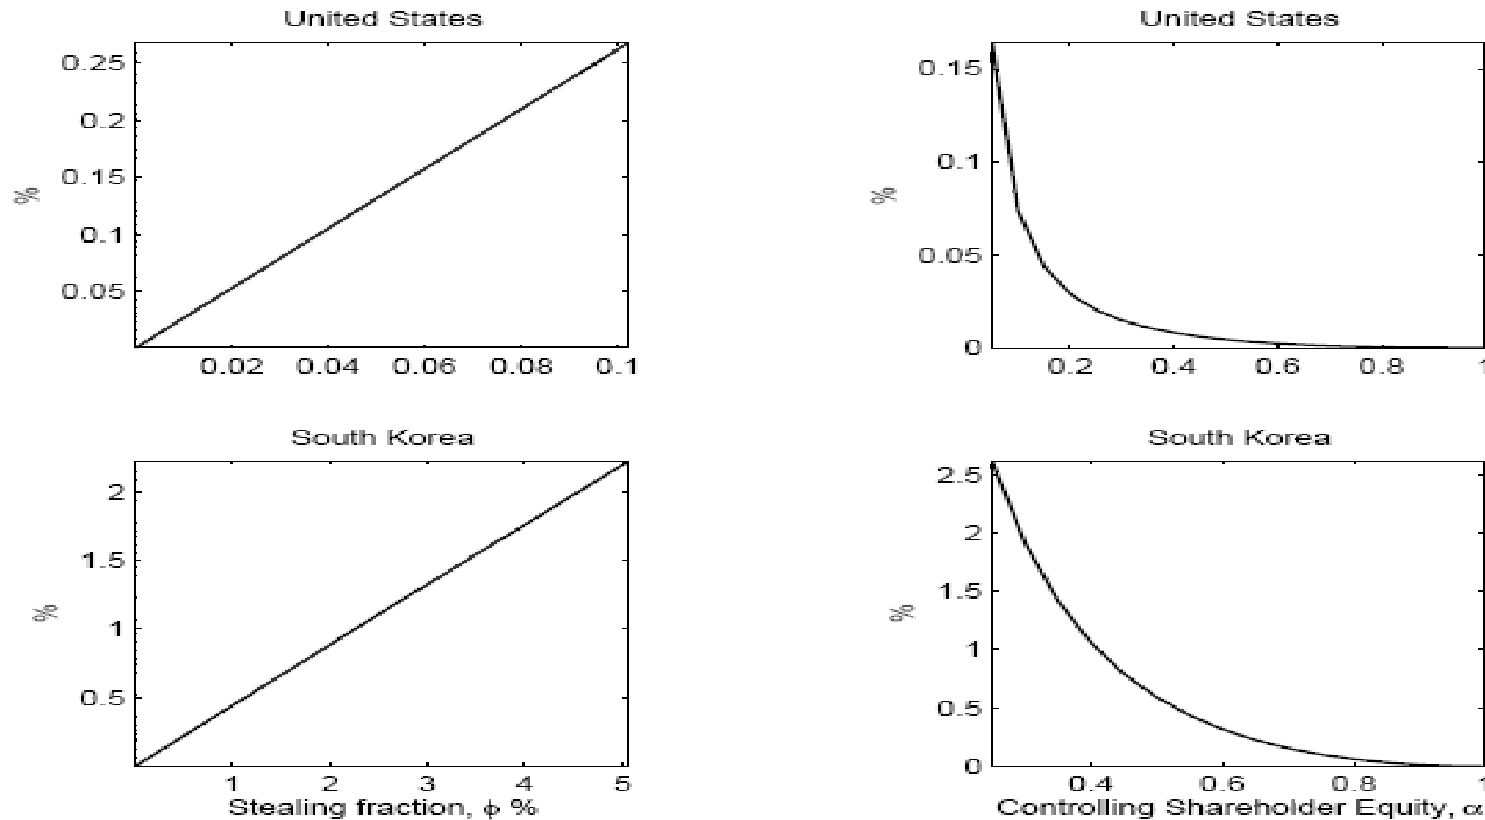 United States
0.25
0.2
0.15
0.1
0.05
%
0.02 0.04 0.06 0.08 0.1
United States
0.15
0.1
0.05
0
%
0.2 0.4 0.6 0.8 1
South Korea
2
1.5
1
0.5
%
1 2 3 4 5
Stealing fraction, ϕ %
South Korea
2.5
2
1.5
1
0.5
0
%
0.4 0.6 0.8 1
Controlling Shareholder Equity, α